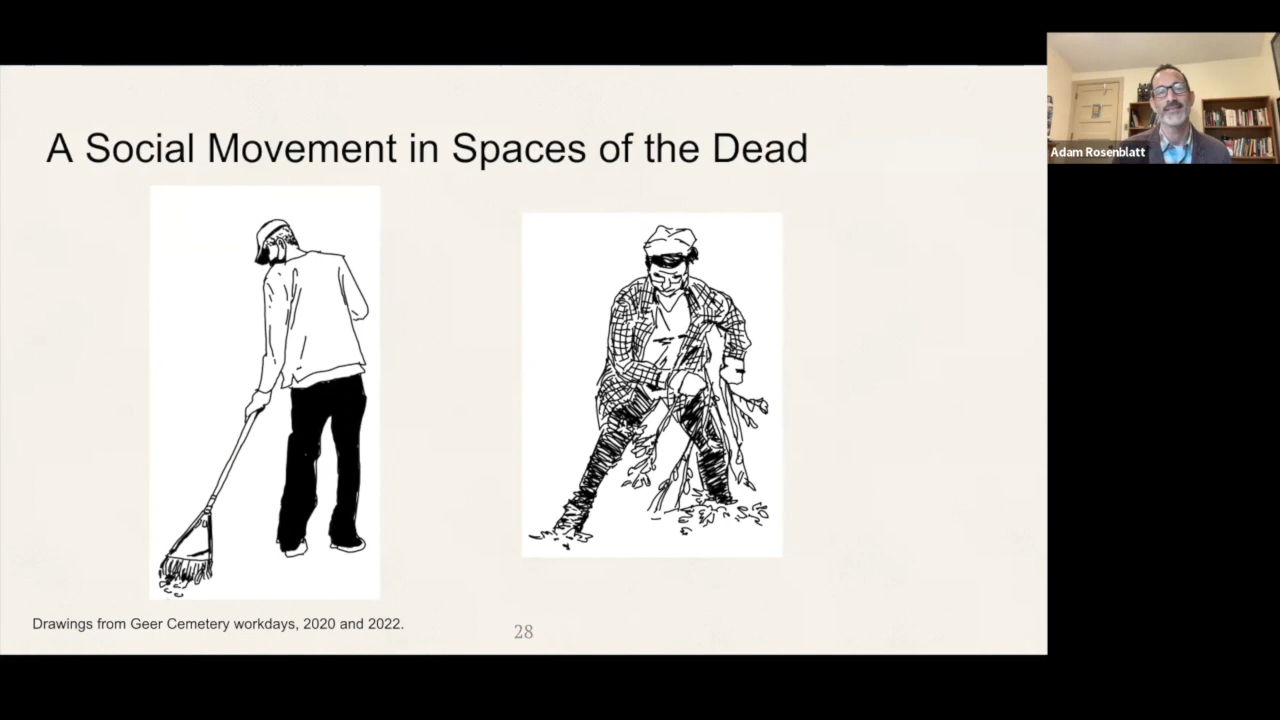 A Social Movement in Spaces of the Dead
Adam Rosenblatt
Drawings from Geer Cemetery workdays, 2020 and 2022.
28